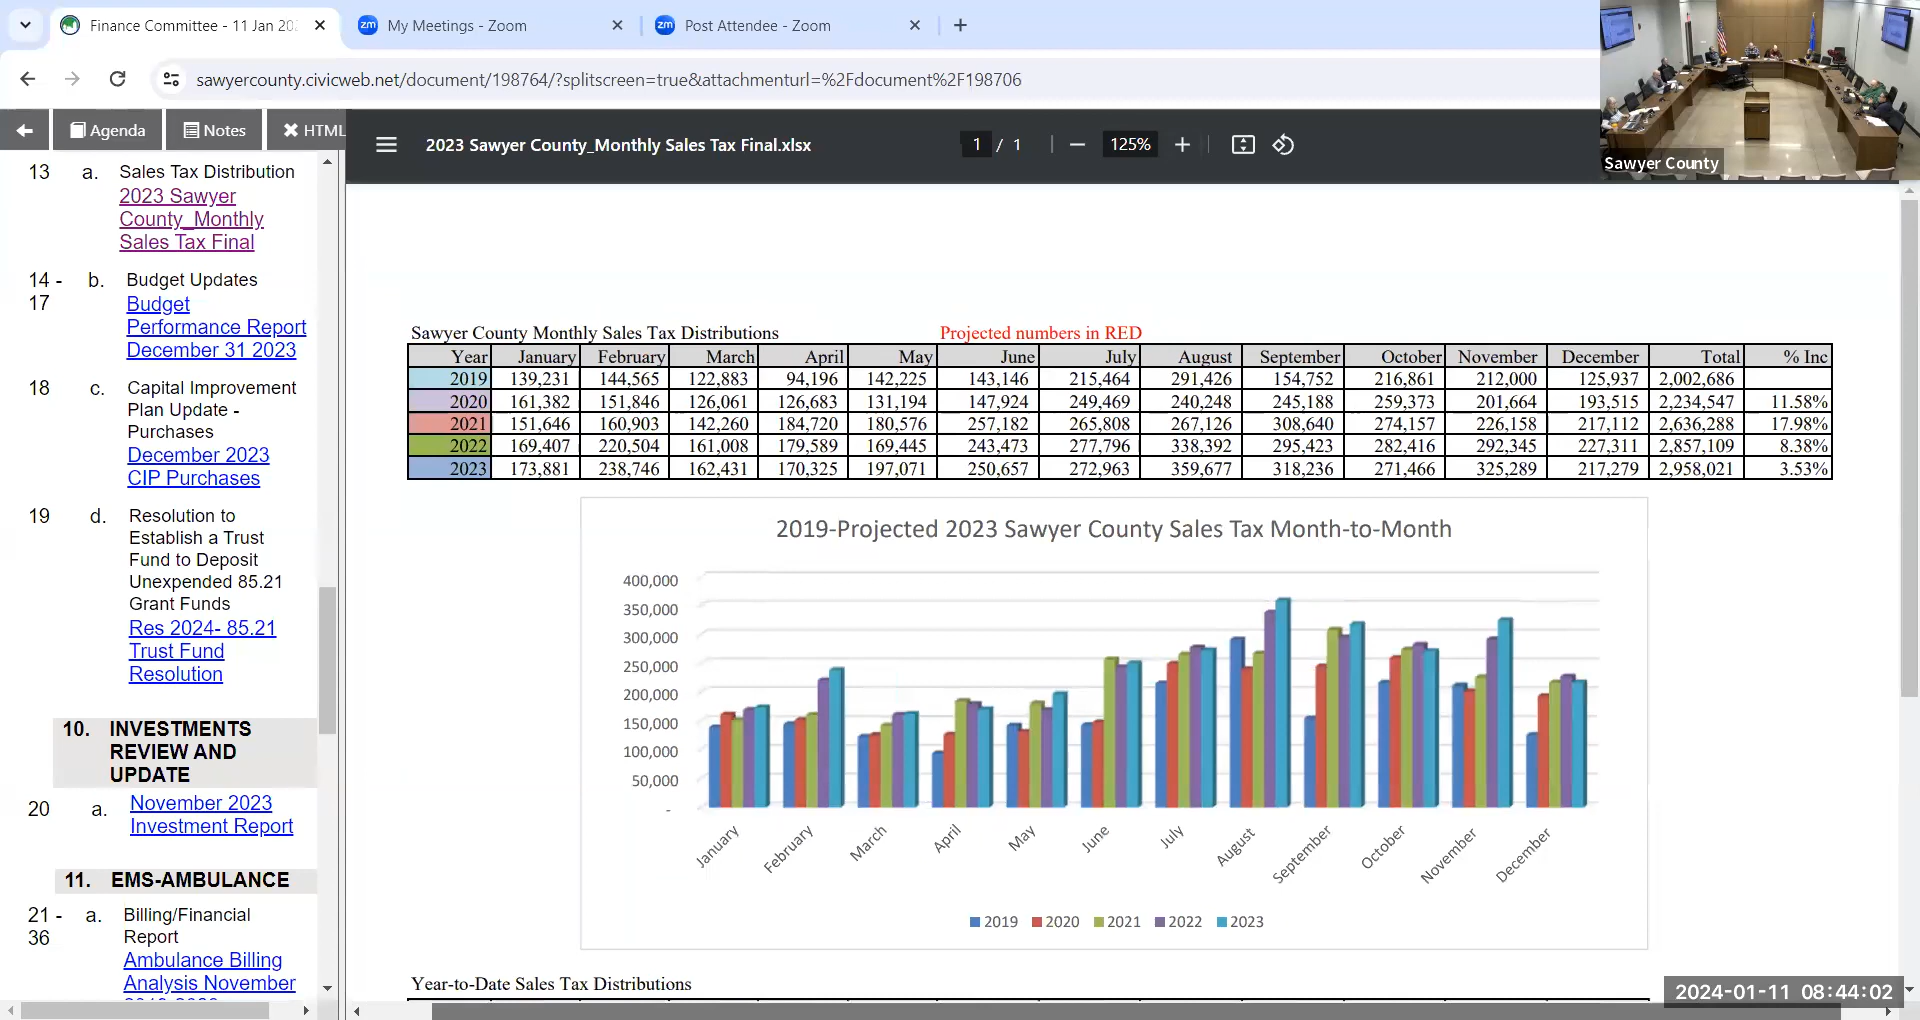 Finance Committee - 11 Jan 202
My Meetings - Zoom
Post Attendee - Zoom
sawyercounty.civicweb.net/document/198764/?splitscreen=true&attachmenturl=%2Fdocument%2F198706
Agenda
Notes
HTML
2023 Sawyer County_Monthly Sales Tax Final.xlsx
1 / 1
125%
Sawyer County
13 a. Sales Tax Distribution
2023 Sawyer
County_Monthly
Sales Tax Final
14 - b. Budget Updates
17 Budget
Performance Report
December 31 2023
18 c. Capital Improvement
Plan Update -
Purchases
December 2023
CIP Purchases
19 d. Resolution to
Establish a Trust
Fund to Deposit
Unexpended 85.21
Grant Funds
Res 2024- 85.21
Trust Fund
Resolution
10. INVESTMENTS
REVIEW AND
UPDATE
20 a. November 2023
Investment Report
11. EMS-AMBULANCE
21 - a. Billing/Financial
36 Report
Ambulance Billing
Analysis November
Sawyer County Monthly Sales Tax Distributions Projected numbers in RED
Year January February March April May June July August September October November December Total % Inc
2019 139,231 144,565 122,883 94,196 142,225 143,146 215,464 291,426 154,752 216,861 212,000 125,937 2,002,686
2020 161,382 151,846 126,061 126,683 131,194 147,924 249,469 240,248 245,188 259,373 201,664 193,515 2,234,547 11.58%
2021 151,646 160,903 142,260 184,720 180,576 257,182 265,808 267,126 308,640 274,157 226,158 217,112 2,636,288 17.98%
2022 169,407 220,504 161,008 179,589 169,445 243,473 277,796 338,392 295,423 282,416 292,345 227,311 2,857,109 8.38%
2023 173,881 238,746 162,431 170,325 197,071 250,657 272,963 359,677 318,236 271,466 325,289 217,279 2,958,021 3.53%
2019-Projected 2023 Sawyer County Sales Tax Month-to-Month
400,000
350,000
300,000
250,000
200,000
150,000
100,000
50,000
-
January February March April May June July August September October November December
2019 2020 2021 2022 2023
Year-to-Date Sales Tax Distributions
2024-01-11 08:44:02